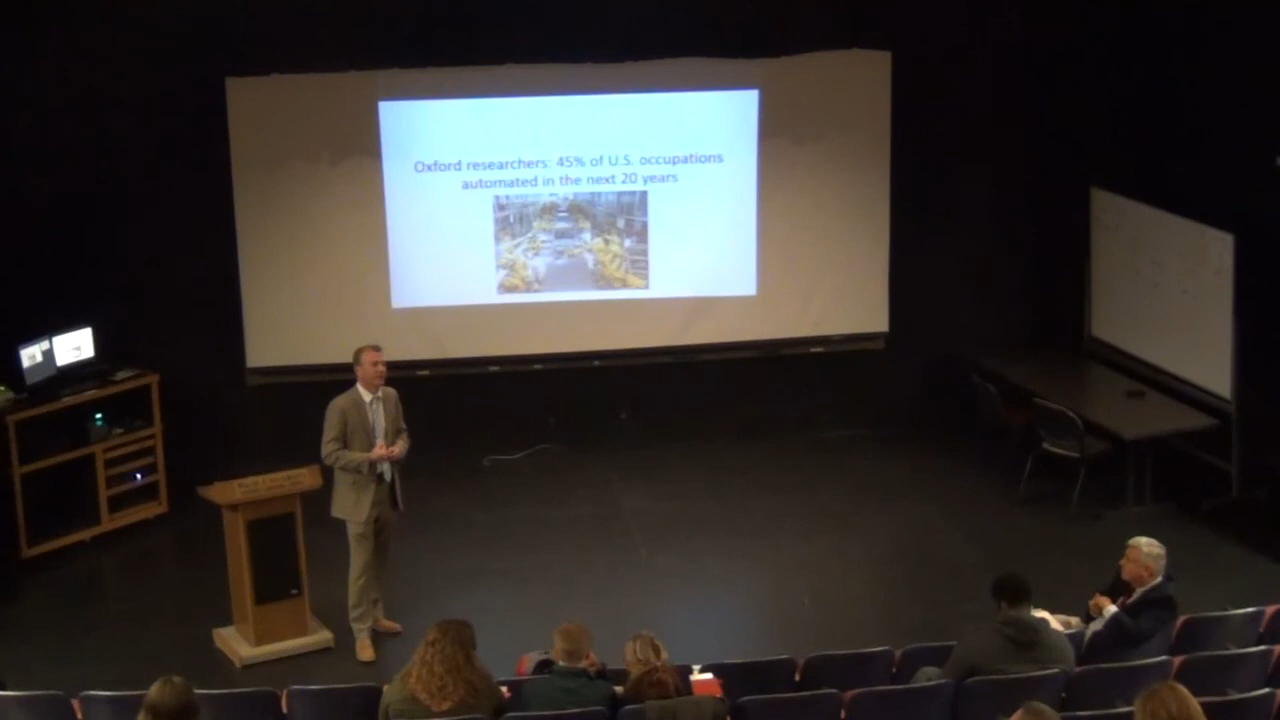 Oxford researchers: 45% of U.S. occupations
automated in the next 20 years